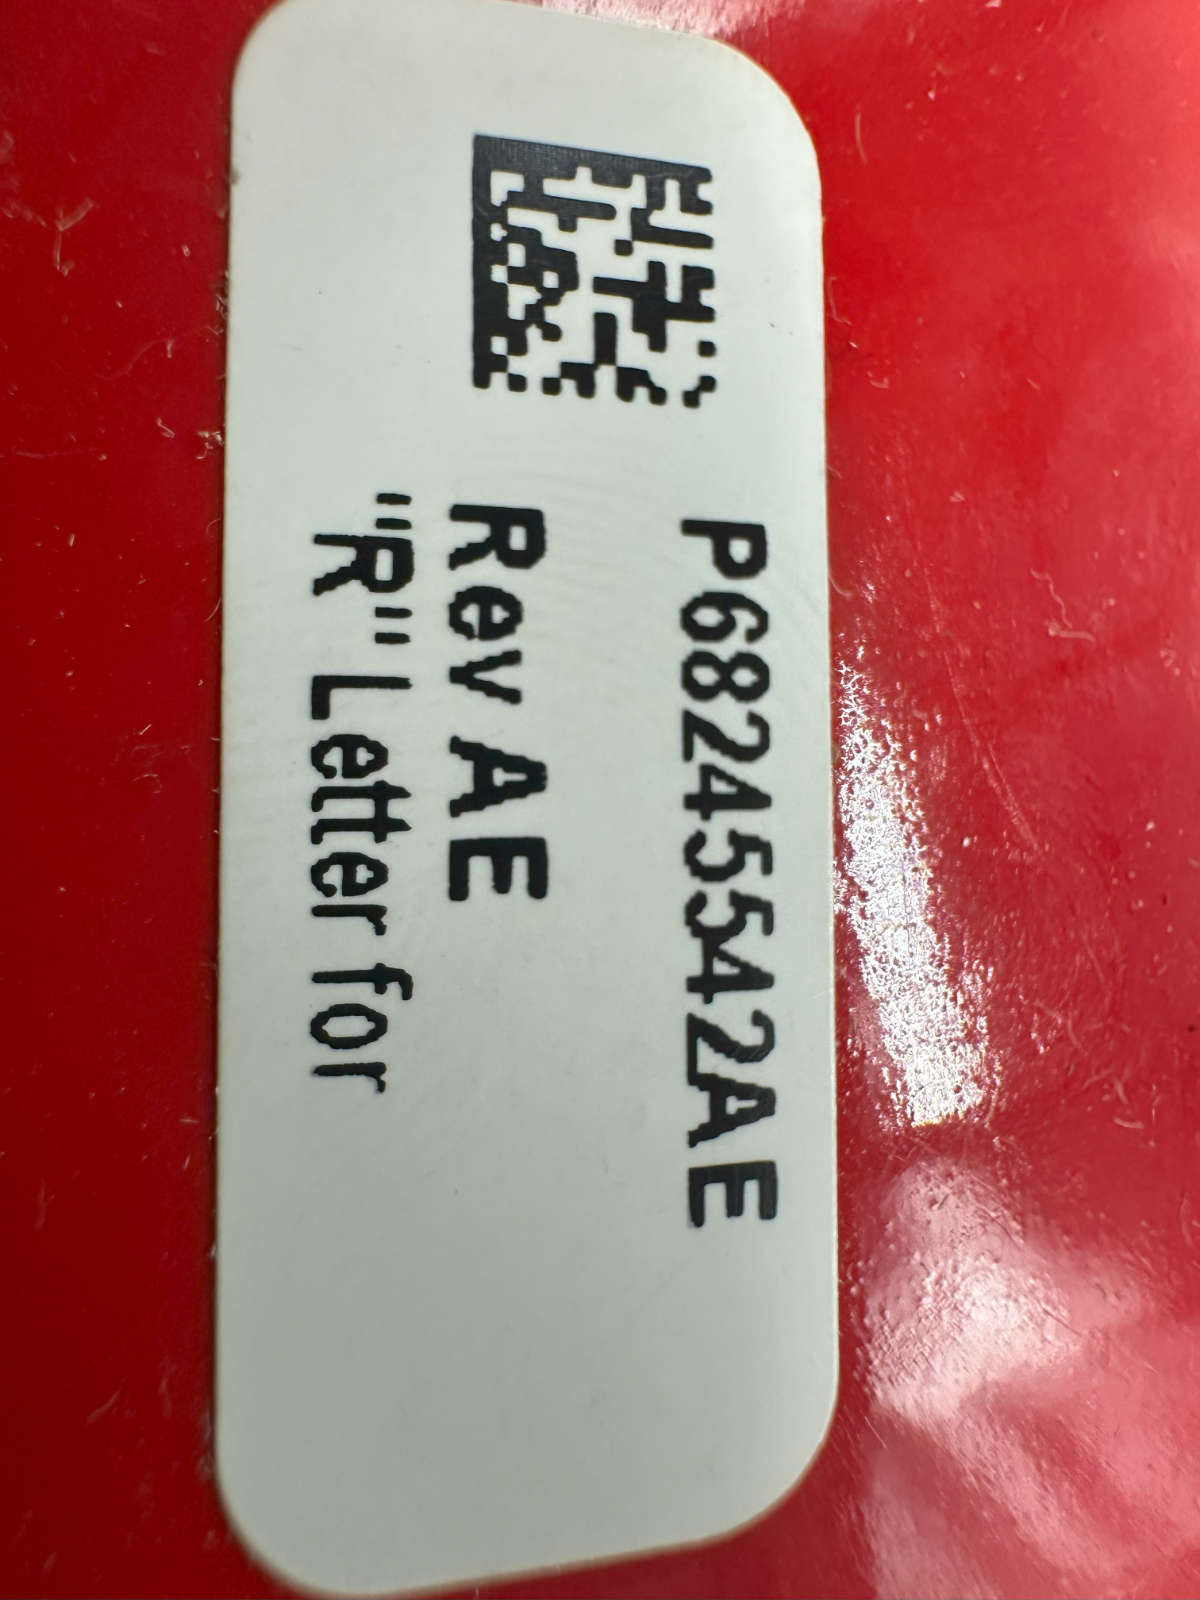 P68245542AE
Rev AE
"R" Letter for